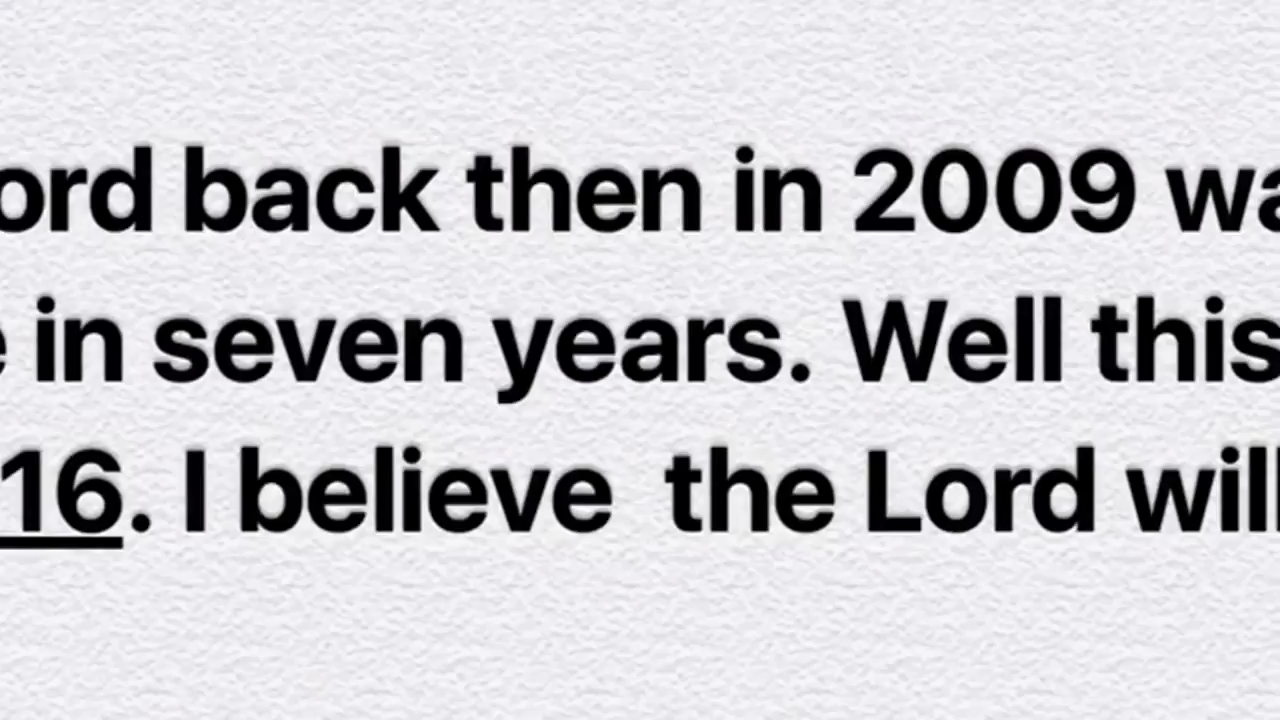 ord back then in 2009 wa
e in seven years. Well this
16. I believe  the Lord will